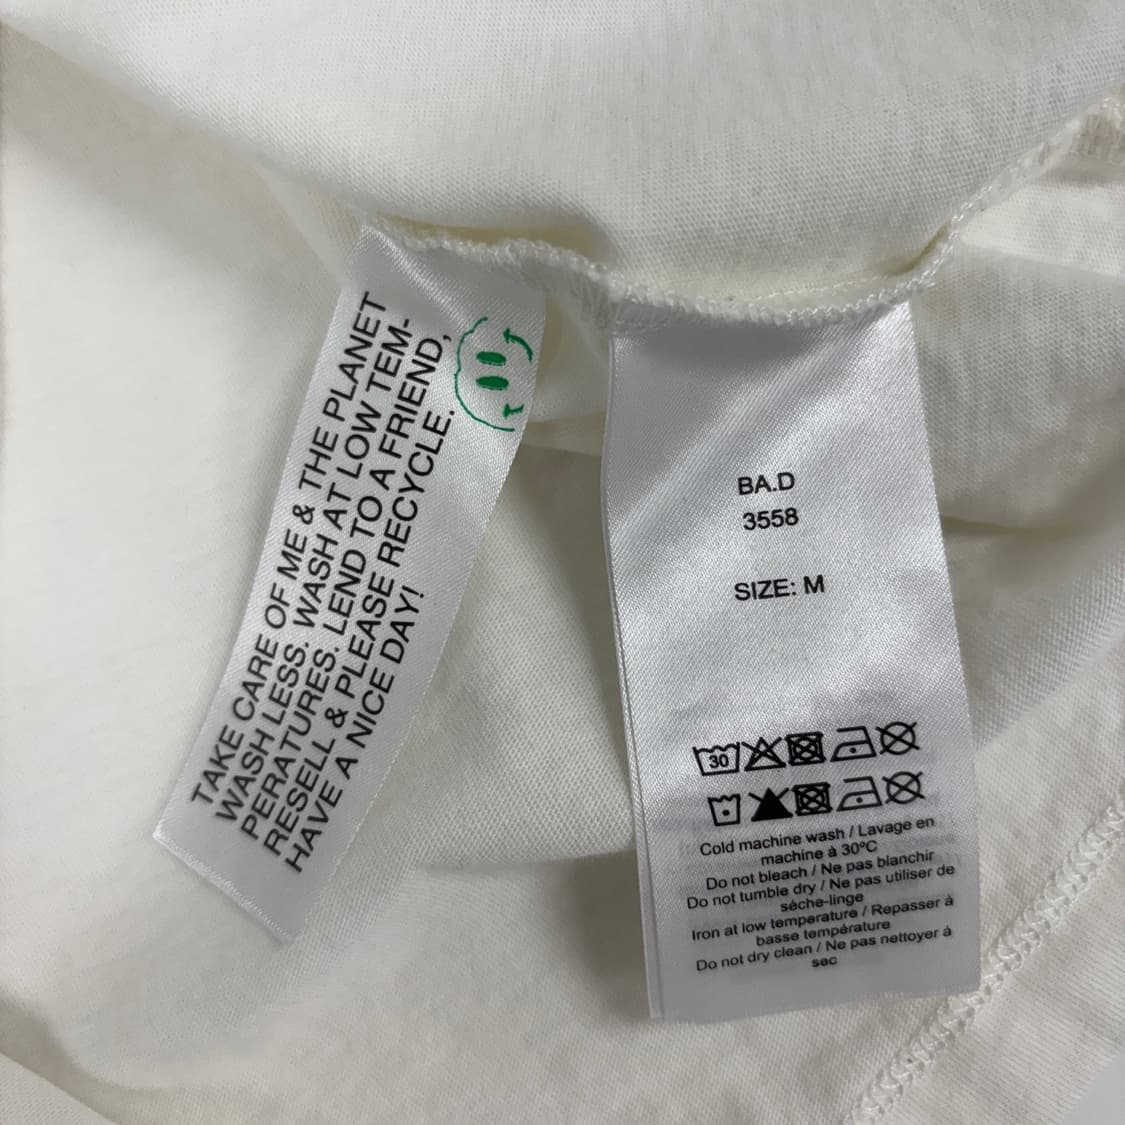 TAKE CARE OF ME & THE PLANET
WASH LESS. WASH AT LOW TEM-
PERATURES. LEND TO A FRIEND,
RESELL & PLEASE RECYCLE.
HAVE A NICE DAY!
BA.D
3558
SIZE: M
30
Cold machine wash / Lavage en
machine à 30ºC
Do not bleach / Ne pas blanchir
Do not tumble dry / Ne pas utiliser de
sèche-linge
Iron at low temperature / Repasser à
basse température
Do not dry clean / Ne pas nettoyer à
sec